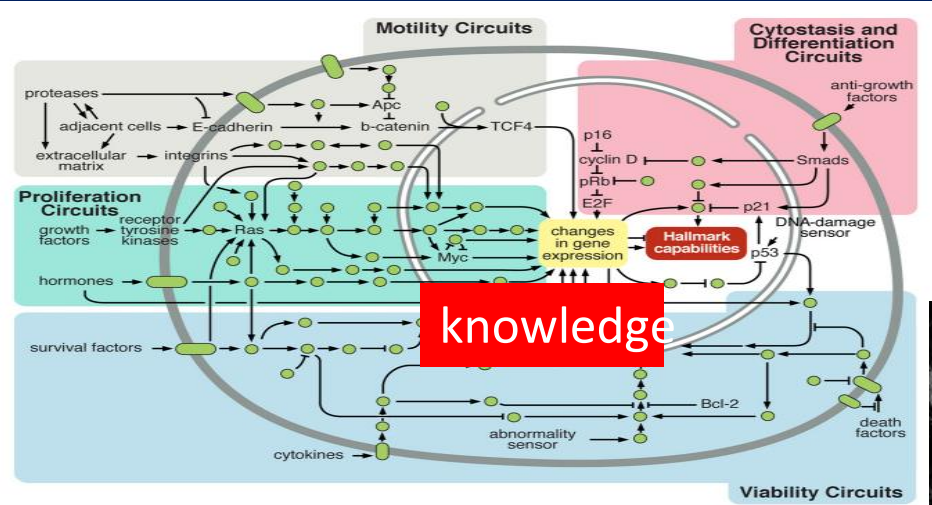 Motility Circuits
Cytostasis and
Differentiation
Circuits
proteases
Apc
anti-growth
factors
adjacent cells
E-cadherin
b-catenin
TCF4
p16
extracellular
matrix
integrins
cyclin D
Smads
pRb
Proliferation
Circuits
E2F
p21
growth
factors
receptor
tyrosine
kinases
Ras
Myc
changes
in gene
expression
Hallmark
capabilities
DNA-damage
sensor
p53
hormones
knowledge
survival factors
Bcl-2
abnormality
sensor
death
factors
cytokines
Viability Circuits